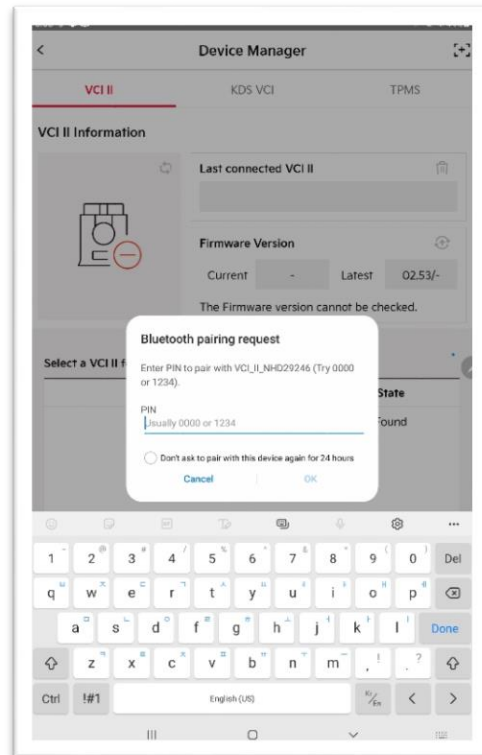 Device Manager
VCI II KDS VCI TPMS
VCI II Information
Last connected VCI II
Firmware Version
Current - Latest 02.53/-
The Firmware version cannot be checked.
Bluetooth pairing request
Enter PIN to pair with VCI_II_NHD29246 (Try 0000
or 1234).
PIN
Usually 0000 or 1234
Don't ask to pair with this device again for 24 hours
Cancel OK
Select a VCI II f
State
Found
1 2 3 4 5 6 7 8 9 0 Del
q w e r t y u i o p
a s d f g h j k l Done
z x c v b n m , ! . ?
Ctrl !#1 English (US) < >